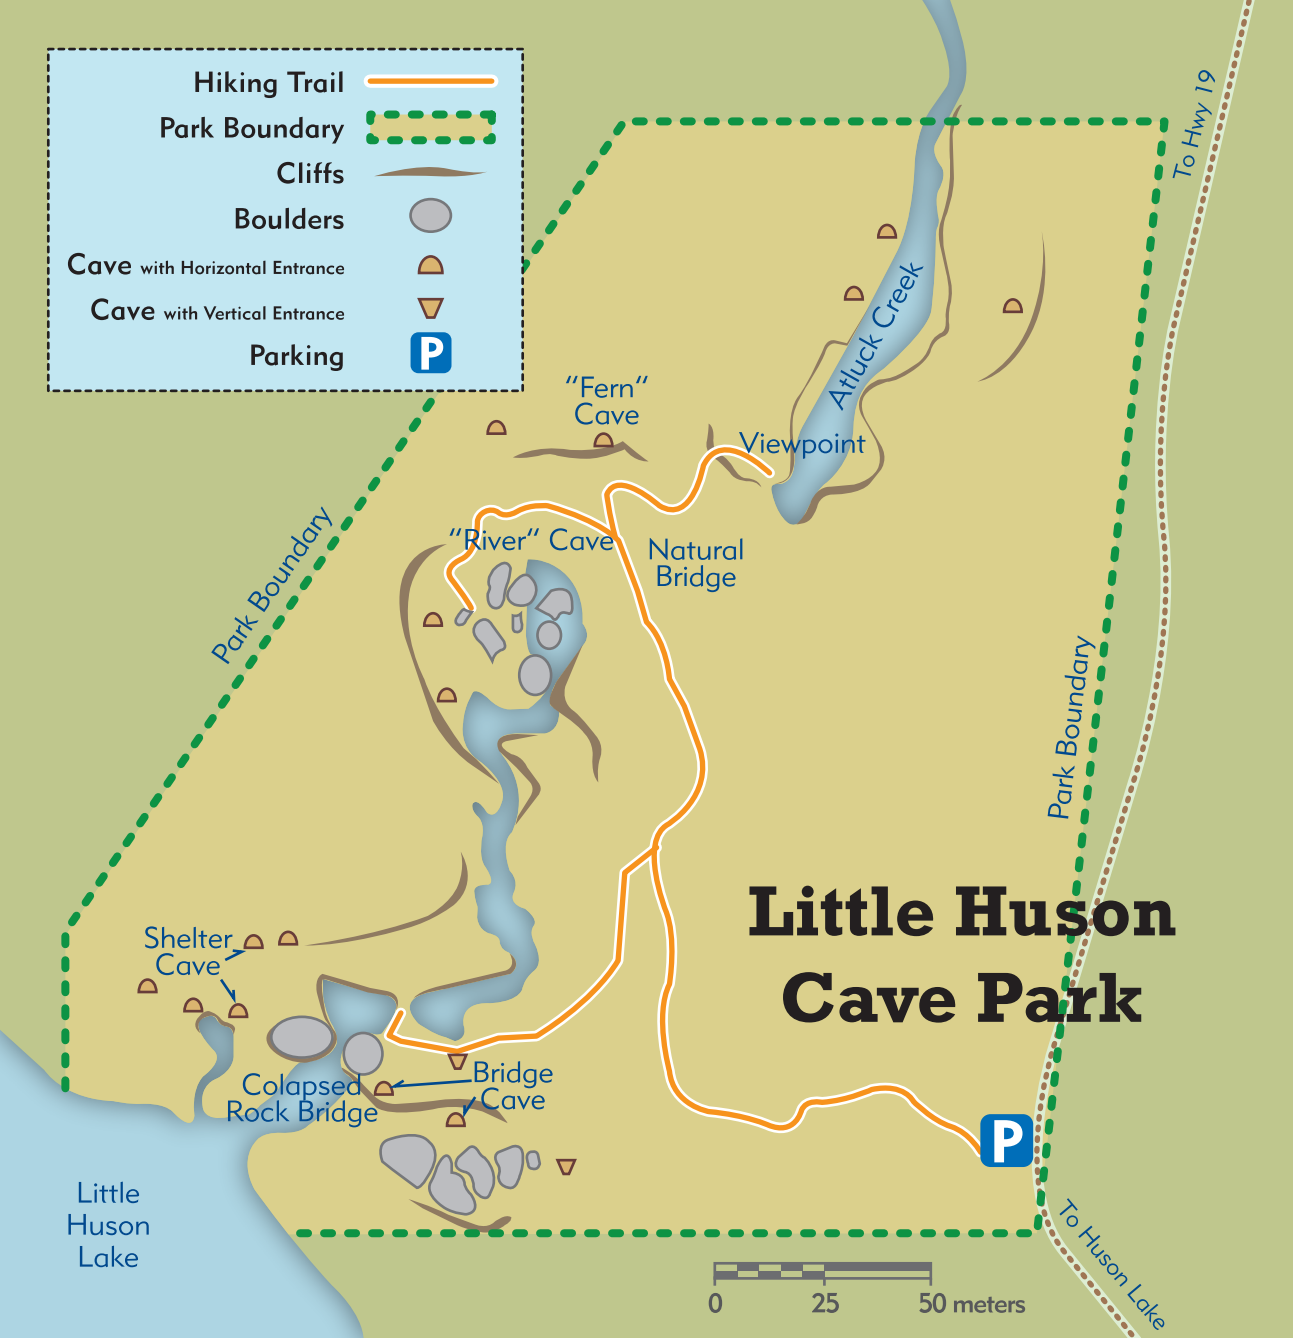 Hiking Trail
Park Boundary
Cliffs
Boulders
Cave with Horizontal Entrance
Cave with Vertical Entrance
Parking
P
To Hwy 19
Atluck Creek
“Fern“
Cave
Viewpoint
“River“ Cave
Natural
Bridge
Park Boundary
Park Boundary
Little Huson
Cave Park
Shelter
Cave
Colapsed
Rock Bridge
Bridge
Cave
P
Little
Huson
Lake
To Huson Lake
0 25 50 meters